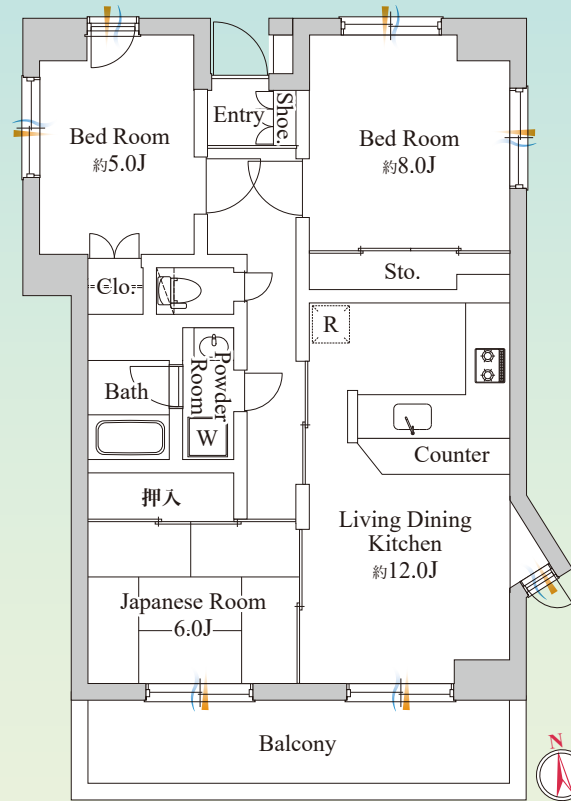 Entry
Shoe.
Bed Room
約5.0J
Bed Room
約8.0J
Clo.
Sto.
R
Powder
Room
Bath
W
Counter
押入
Living Dining
Kitchen
約12.0J
Japanese Room
6.0J
Balcony
N